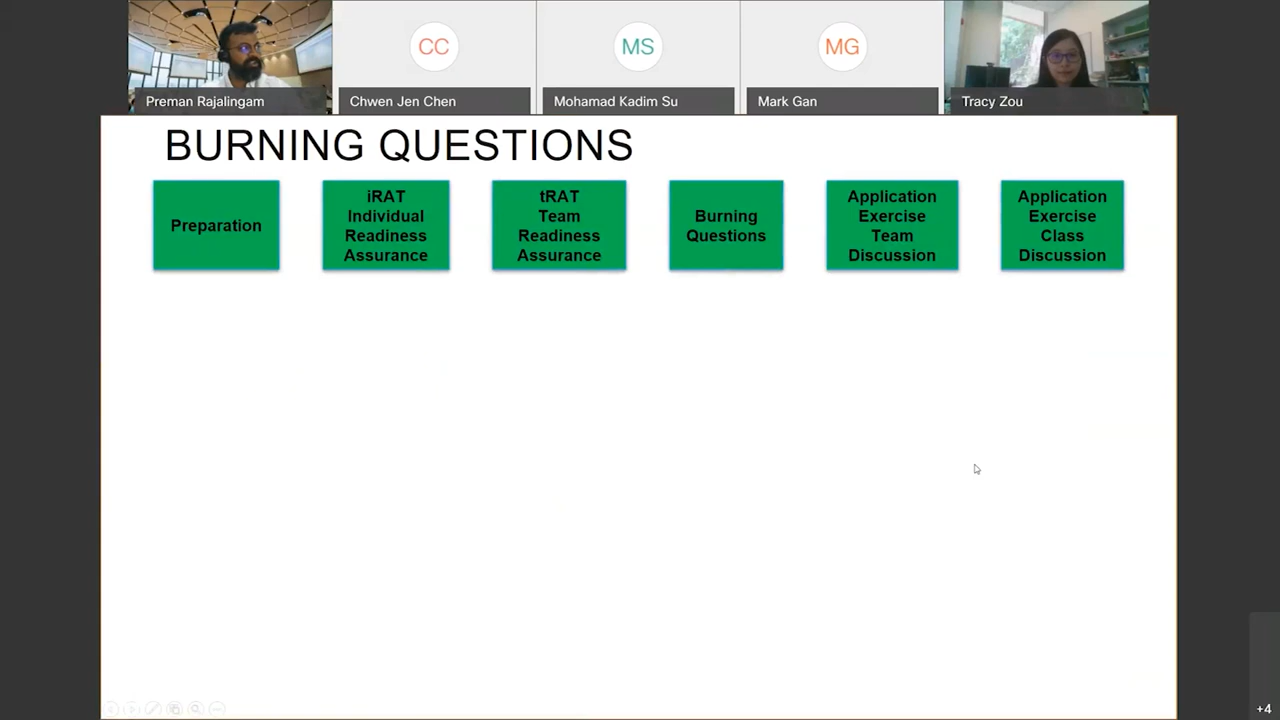 CC
MS
MG
Preman Rajalingam
Chwen Jen Chen
Mohamad Kadim Su
Mark Gan
Tracy Zou
BURNING QUESTIONS
Preparation
iRAT
Individual
Readiness
Assurance
tRAT
Team
Readiness
Assurance
Burning
Questions
Application
Exercise
Team
Discussion
Application
Exercise
Class
Discussion
+4